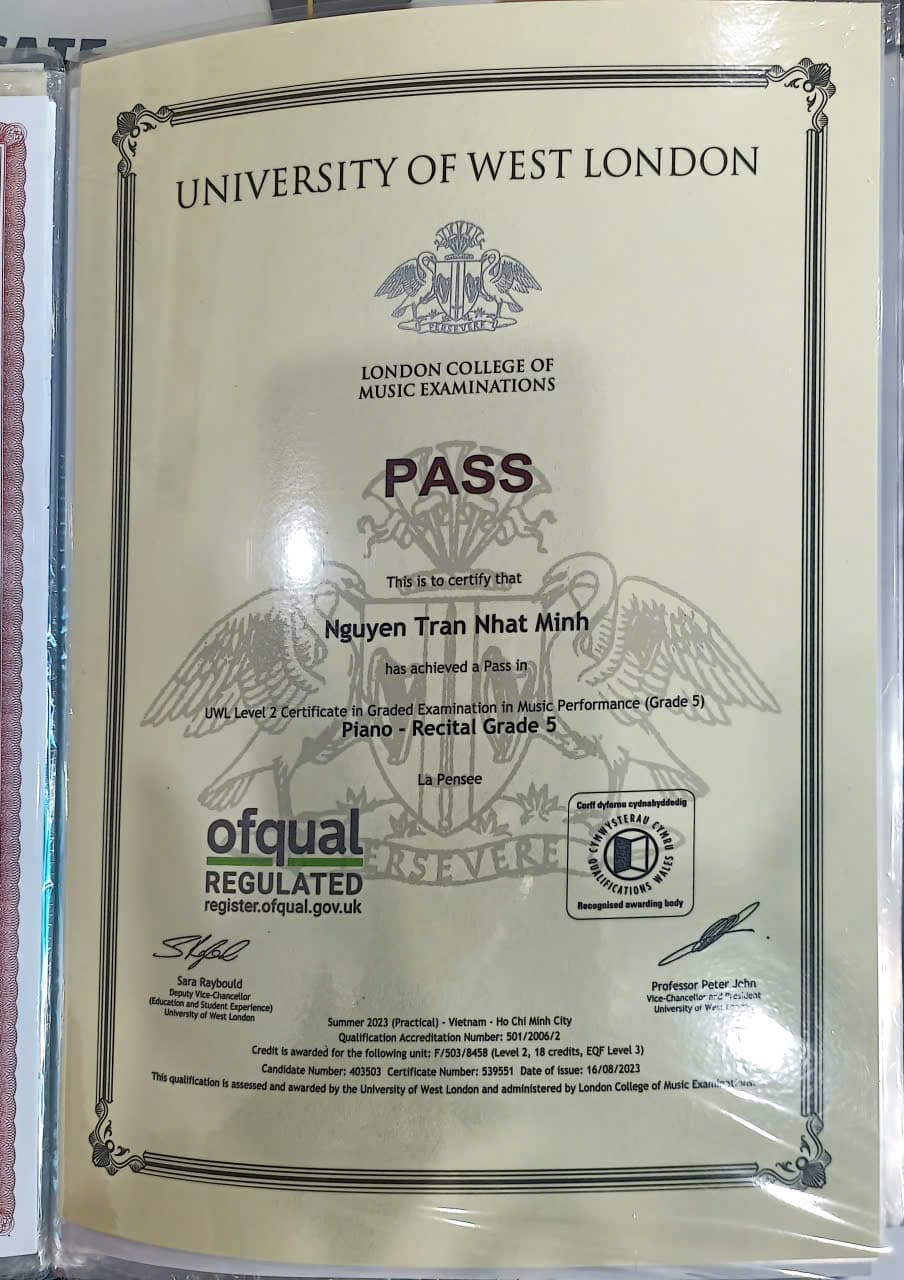 CATE
UNIVERSITY OF WEST LONDON
PERSEVERE
LONDON COLLEGE OF
MUSIC EXAMINATIONS
PASS
This is to certify that
Nguyen Tran Nhat Minh
has achieved a Pass in
UWL Level 2 Certificate in Graded Examination in Music Performance (Grade 5)
Piano - Recital Grade 5
La Pensee
PERSEVERE
ofqual
REGULATED
register.ofqual.gov.uk
Corff dyfarnu cydnabyddedig
CYMWYSTERAU CYMRU
QUALIFICATIONS WALES
Recognised awarding body
Sara Raybould
Deputy Vice-Chancellor
(Education and Student Experience)
University of West London
Professor Peter John
Vice-Chancellor and President
University of West London
Summer 2023 (Practical) - Vietnam - Ho Chi Minh City
Qualification Accreditation Number: 501/2006/2
Credit is awarded for the following unit: F/503/8458 (Level 2, 18 credits, EQF Level 3)
Candidate Number: 403503 Certificate Number: 539551 Date of issue: 16/08/2023
This qualification is assessed and awarded by the University of West London and administered by London College of Music Examinations.